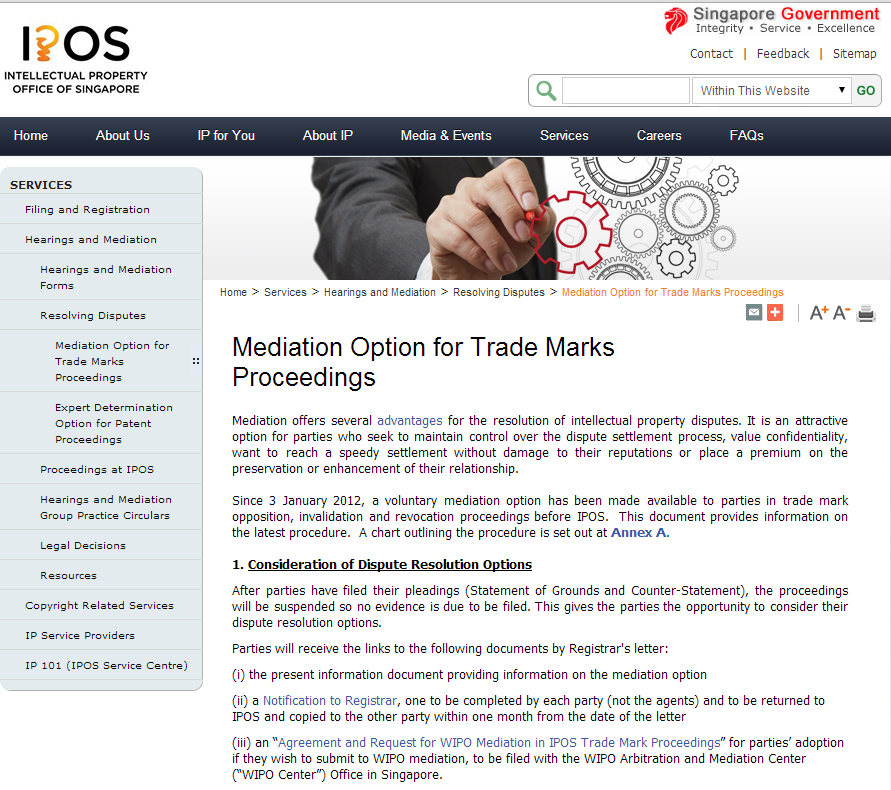 IPOS
INTELLECTUAL PROPERTY
OFFICE OF SINGAPORE
Singapore Government
Integrity • Service • Excellence
Contact | Feedback | Sitemap
Within This Website ▼ GO
Home About Us IP for You About IP Media & Events Services Careers FAQs
SERVICES
Filing and Registration
Hearings and Mediation
Hearings and Mediation
Forms
Resolving Disputes
Mediation Option for
Trade Marks
Proceedings
Expert Determination
Option for Patent
Proceedings
Proceedings at IPOS
Hearings and Mediation
Group Practice Circulars
Legal Decisions
Resources
Copyright Related Services
IP Service Providers
IP 101 (IPOS Service Centre)
Home > Services > Hearings and Mediation > Resolving Disputes > Mediation Option for Trade Marks Proceedings
A+ A-
Mediation Option for Trade Marks
Proceedings
Mediation offers several advantages for the resolution of intellectual property disputes. It is an attractive
option for parties who seek to maintain control over the dispute settlement process, value confidentiality,
want to reach a speedy settlement without damage to their reputations or place a premium on the
preservation or enhancement of their relationship.
Since 3 January 2012, a voluntary mediation option has been made available to parties in trade mark
opposition, invalidation and revocation proceedings before IPOS. This document provides information on
the latest procedure. A chart outlining the procedure is set out at Annex A.
1. Consideration of Dispute Resolution Options
After parties have filed their pleadings (Statement of Grounds and Counter-Statement), the proceedings
will be suspended so no evidence is due to be filed. This gives the parties the opportunity to consider their
dispute resolution options.
Parties will receive the links to the following documents by Registrar's letter:
(i) the present information document providing information on the mediation option
(ii) a Notification to Registrar, one to be completed by each party (not the agents) and to be returned to
IPOS and copied to the other party within one month from the date of the letter
(iii) an “Agreement and Request for WIPO Mediation in IPOS Trade Mark Proceedings” for parties’ adoption
if they wish to submit to WIPO mediation, to be filed with the WIPO Arbitration and Mediation Center
(“WIPO Center”) Office in Singapore.